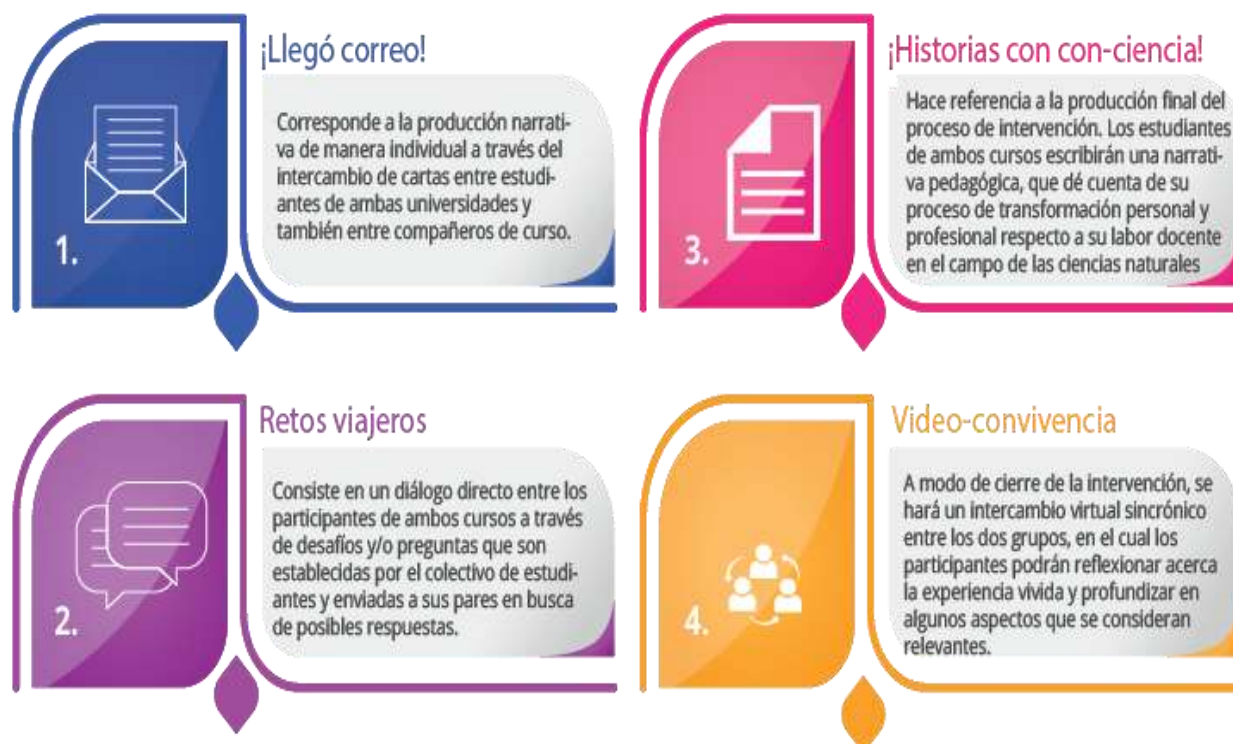 ¡Llegó correo!
Corresponde a la producción narrati-
va de manera individual a través del
intercambio de cartas entre estudi-
antes de ambas universidades y
también entre compañeros de curso.
1.
Retos viajeros
Consiste en un diálogo directo entre los
participantes de ambos cursos a través
de desafíos y/o preguntas que son
establecidas por el colectivo de estudi-
antes y enviadas a sus pares en busca
de posibles respuestas.
2.
¡Historias con con-ciencia!
Hace referencia a la producción final del
proceso de intervención. Los estudiantes
de ambos cursos escribirán una narrati-
va pedagógica, que dé cuenta de su
proceso de transformación personal y
profesional respecto a su labor docente
en el campo de las ciencias naturales
3.
Video-convivencia
A modo de cierre de la intervención, se
hará un intercambio virtual sincrónico
entre los dos grupos, en el cual los
participantes podrán reflexionar acerca
la experiencia vivida y profundizar en
algunos aspectos que se consideran
relevantes.
4.